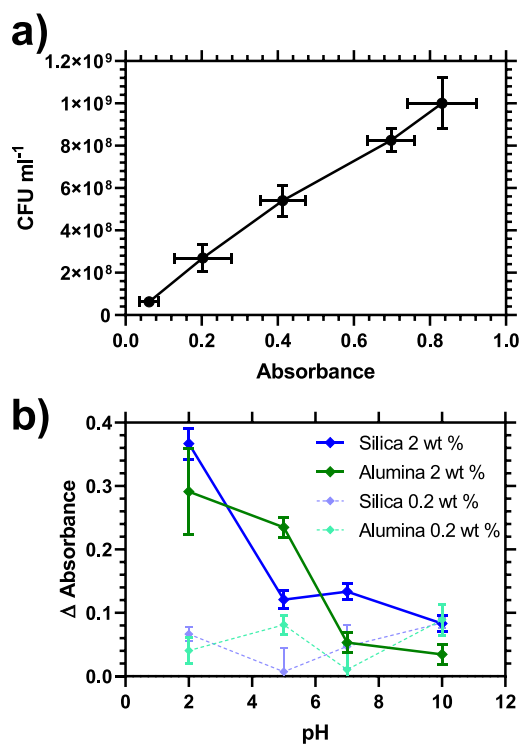 a)
1.2×10⁹
1×10⁹
8×10⁸
6×10⁸
4×10⁸
2×10⁸
0
CFU ml⁻¹
0.0 0.2 0.4 0.6 0.8 1.0
Absorbance
b)
0.4
0.3
0.2
0.1
0.0
Δ Absorbance
Silica 2 wt %
Alumina 2 wt %
Silica 0.2 wt %
Alumina 0.2 wt %
0 2 4 6 8 10 12
pH